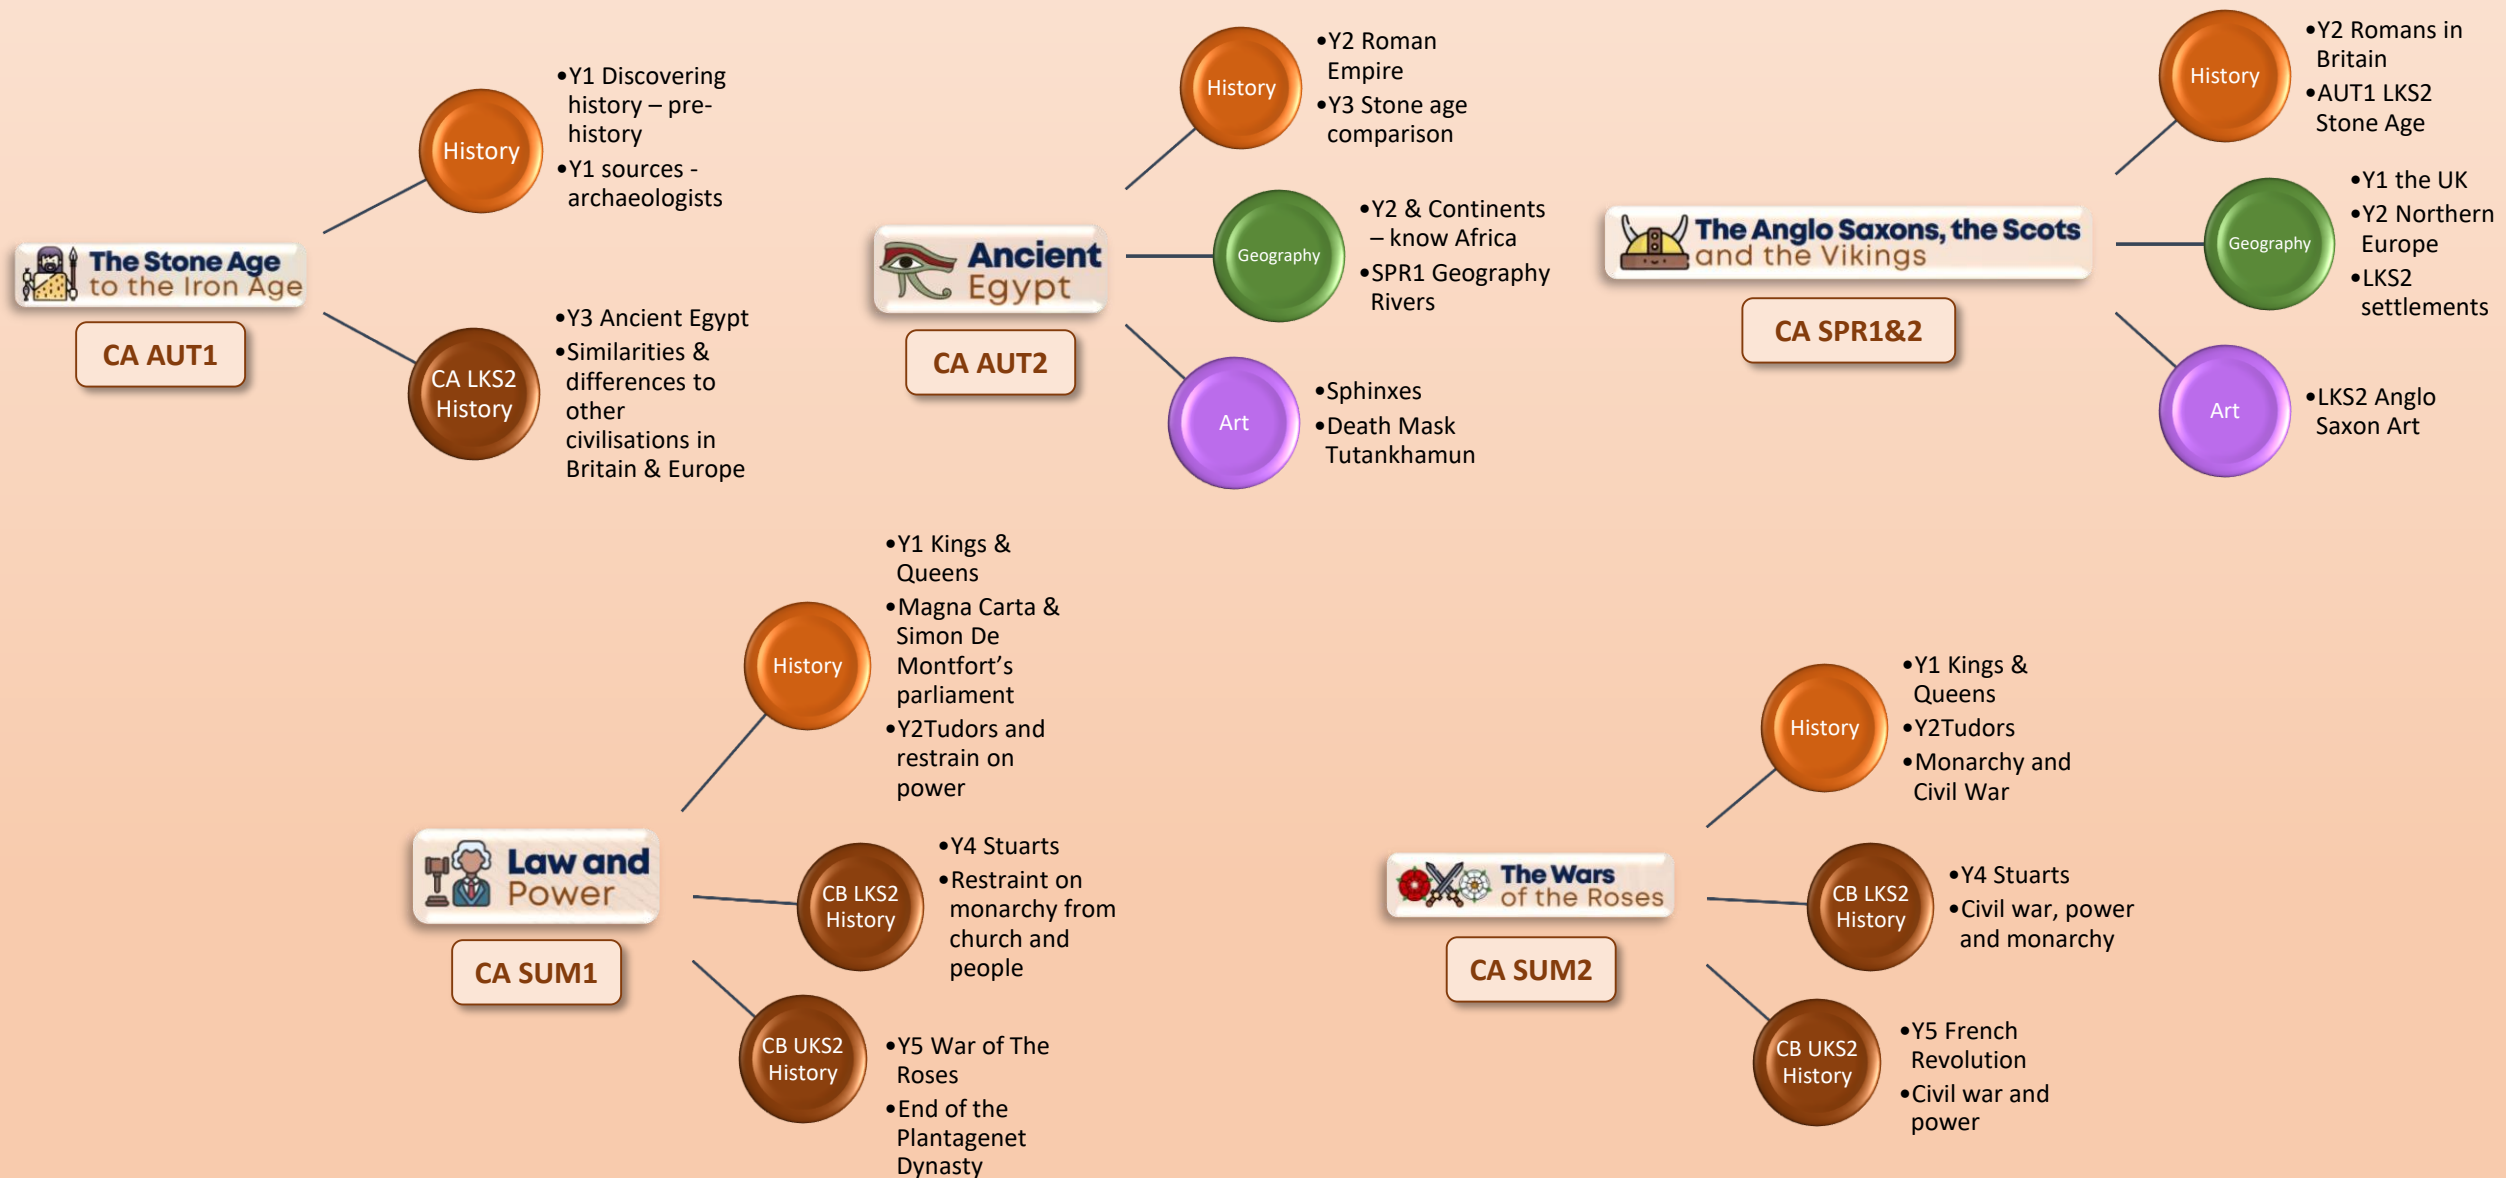 The Stone Age
to the Iron Age
CA AUT1
History
•Y1 Discovering
history – pre-
history
•Y1 sources -
archaeologists
CA LKS2
History
•Y3 Ancient Egypt
•Similarities &
differences to
other
civilisations in
Britain & Europe
Ancient
Egypt
CA AUT2
History
•Y2 Roman
Empire
•Y3 Stone age
comparison
Geography
•Y2 & Continents
– know Africa
•SPR1 Geography
Rivers
Art
•Sphinxes
•Death Mask
Tutankhamun
The Anglo Saxons, the Scots
and the Vikings
CA SPR1&2
History
•Y2 Romans in
Britain
•AUT1 LKS2
Stone Age
Geography
•Y1 the UK
•Y2 Northern
Europe
•LKS2
settlements
Art
•LKS2 Anglo
Saxon Art
Law and
Power
CA SUM1
History
•Y1 Kings &
Queens
•Magna Carta &
Simon De
Montfort’s
parliament
•Y2Tudors and
restrain on
power
CB LKS2
History
•Y4 Stuarts
•Restraint on
monarchy from
church and
people
CB UKS2
History
•Y5 War of The
Roses
•End of the
Plantagenet
Dynasty
The Wars
of the Roses
CA SUM2
History
•Y1 Kings &
Queens
•Y2Tudors
•Monarchy and
Civil War
CB LKS2
History
•Y4 Stuarts
•Civil war, power
and monarchy
CB UKS2
History
•Y5 French
Revolution
•Civil war and
power